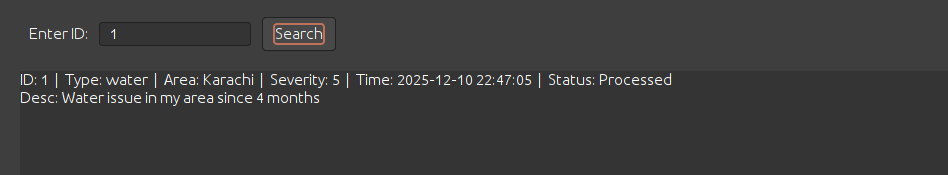 Enter ID: 1 Search
ID: 1 | Type: water | Area: Karachi | Severity: 5 | Time: 2025-12-10 22:47:05 | Status: Processed
Desc: Water issue in my area since 4 months